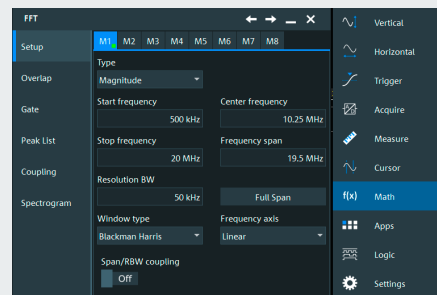 FFT
Setup
Overlap
Gate
Peak List
Coupling
Spectrogram
M1 M2 M3 M4 M5 M6 M7 M8
Type
Magnitude
Start frequency Center frequency
500 kHz 10.25 MHz
Stop frequency Frequency span
20 MHz 19.5 MHz
Resolution BW
50 kHz Full Span
Window type Frequency axis
Blackman Harris Linear
Span/RBW coupling
Off
Vertical
Horizontal
Trigger
Acquire
Measure
Cursor
f(x) Math
Apps
Logic
Settings